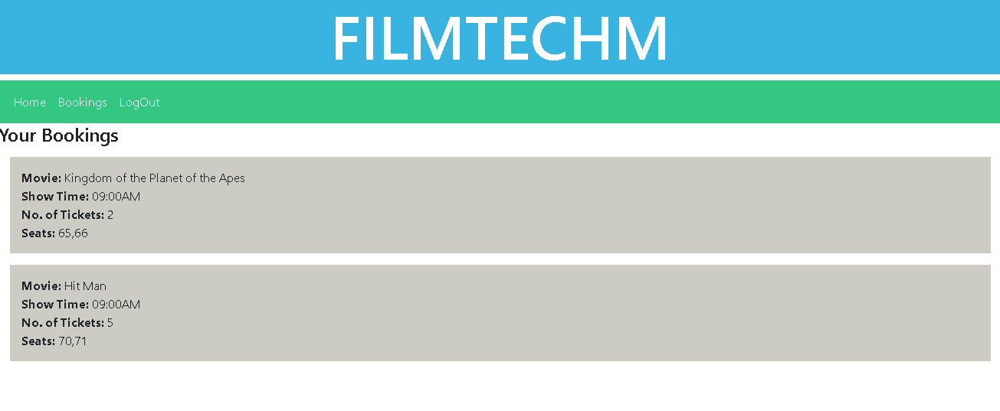 FILMTECHM
Home Bookings LogOut
Your Bookings
Movie: Kingdom of the Planet of the Apes
Show Time: 09:00AM
No. of Tickets: 2
Seats: 65,66
Movie: Hit Man
Show Time: 09:00AM
No. of Tickets: 5
Seats: 70,71